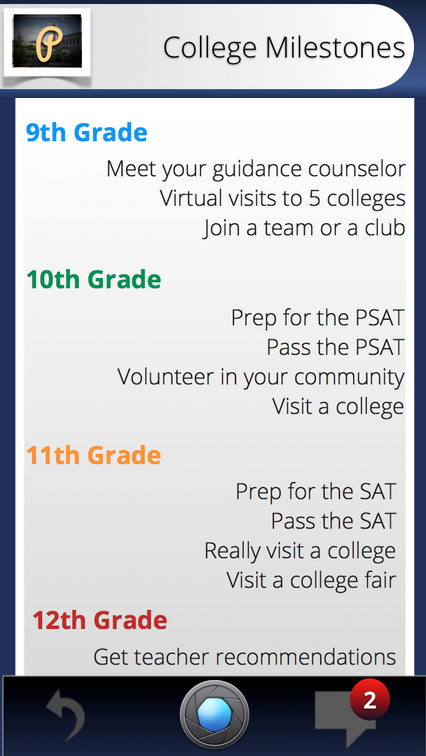 P
College Milestones
9th Grade
Meet your guidance counselor
Virtual visits to 5 colleges
Join a team or a club
10th Grade
Prep for the PSAT
Pass the PSAT
Volunteer in your community
Visit a college
11th Grade
Prep for the SAT
Pass the SAT
Really visit a college
Visit a college fair
12th Grade
Get teacher recommendations
2